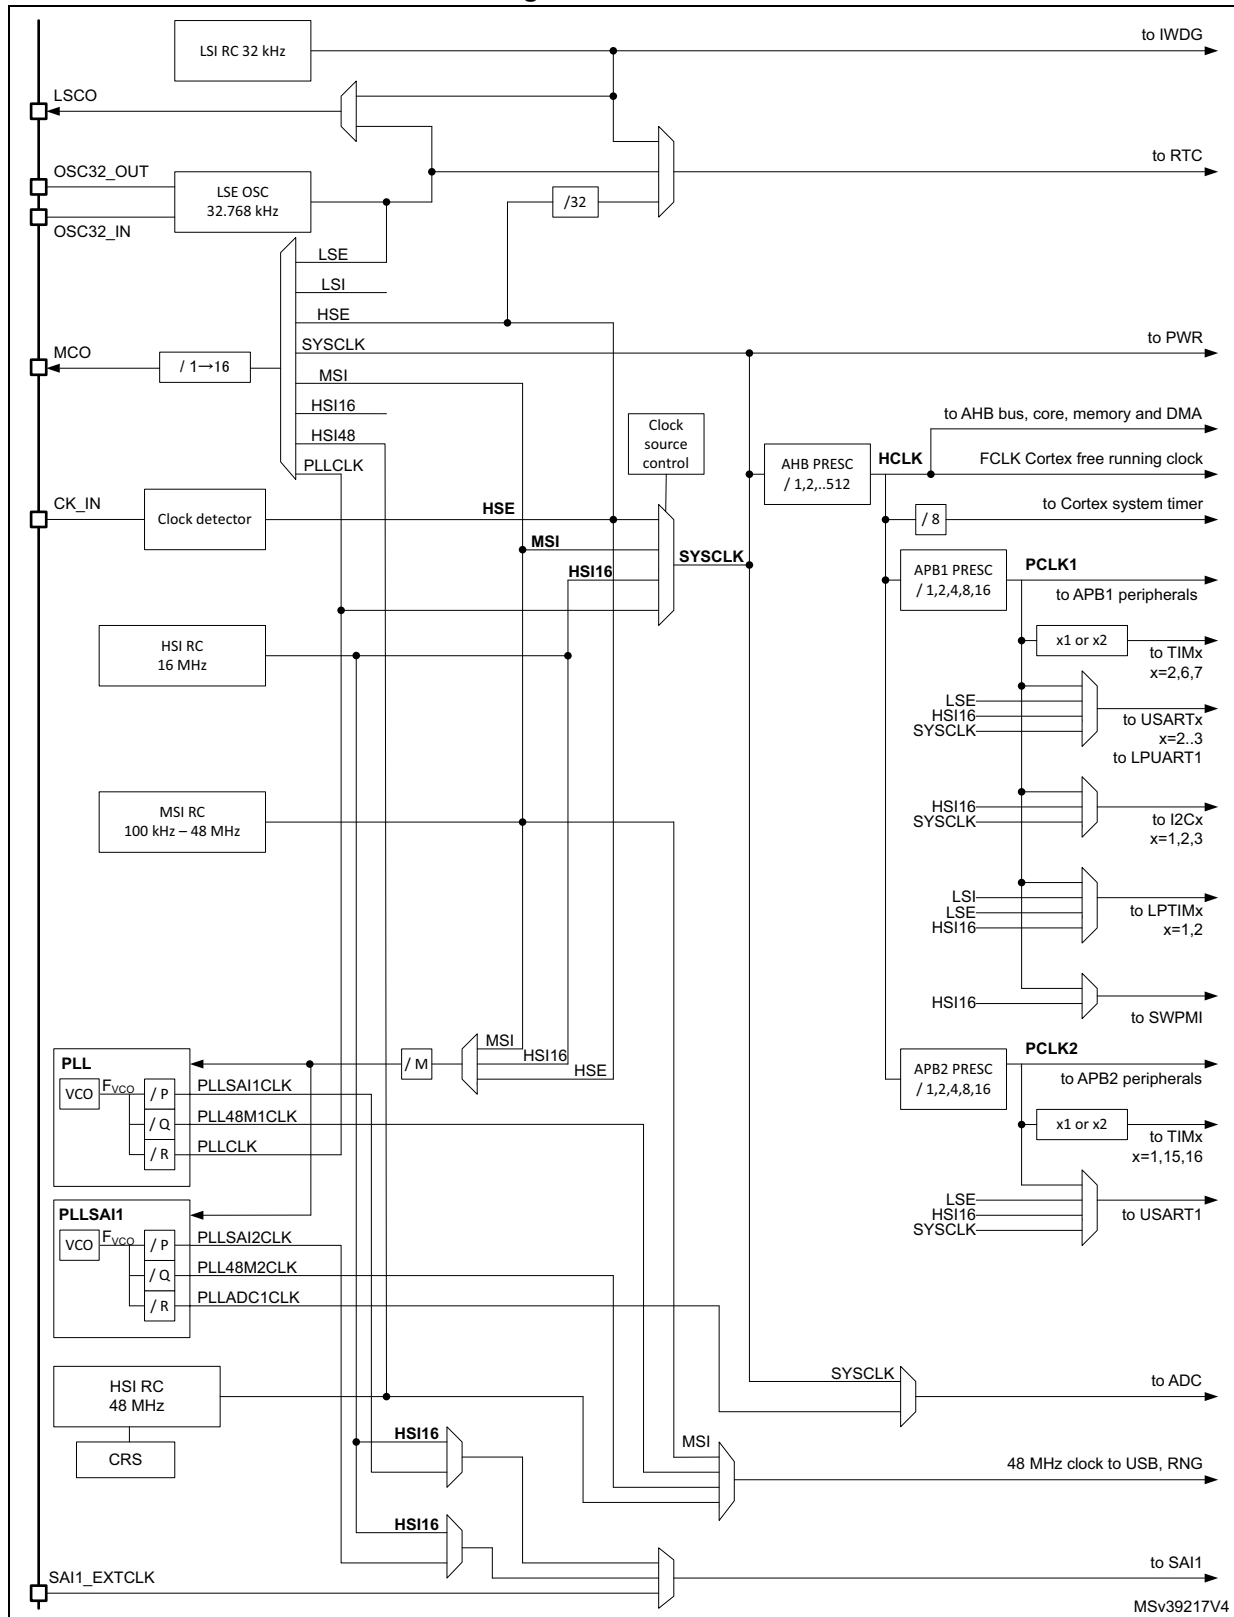 to IWDG
LSI RC 32 kHz
LSCO
to RTC
OSC32_OUT
LSE OSC
32.768 kHz
/32
OSC32_IN
LSE
LSI
HSE
MCO
/ 1→16
SYSCLK
to PWR
MSI
HSI16
to AHB bus, core, memory and DMA
Clock
source
control
HSI48
PLLCLK
AHB PRESC
/ 1,2,..512
HCLK
FCLK Cortex free running clock
CK_IN
Clock detector
HSE
to Cortex system timer
/ 8
MSI
SYSCLK
HSI16
APB1 PRESC
/ 1,2,4,8,16
PCLK1
to APB1 peripherals
HSI RC
16 MHz
x1 or x2
to TIMx
x=2,6,7
LSE
HSI16
SYSCLK
to USARTx
x=2..3
to LPUART1
MSI RC
100 kHz – 48 MHz
HSI16
SYSCLK
to I2Cx
x=1,2,3
LSI
LSE
HSI16
to LPTIMx
x=1,2
HSI16
to SWPMI
MSI
HSI16
HSE
/ M
PLL
VCO
FVCO
/ P
PLLSAI1CLK
/ Q
PLL48M1CLK
/ R
PLLCLK
APB2 PRESC
/ 1,2,4,8,16
PCLK2
to APB2 peripherals
x1 or x2
to TIMx
x=1,15,16
LSE
HSI16
SYSCLK
to USART1
PLLSAI1
VCO
FVCO
/ P
PLLSAI2CLK
/ Q
PLL48M2CLK
/ R
PLLADC1CLK
SYSCLK
to ADC
HSI RC
48 MHz
CRS
HSI16
MSI
48 MHz clock to USB, RNG
HSI16
SAI1_EXTCLK
to SAI1
MSv39217V4